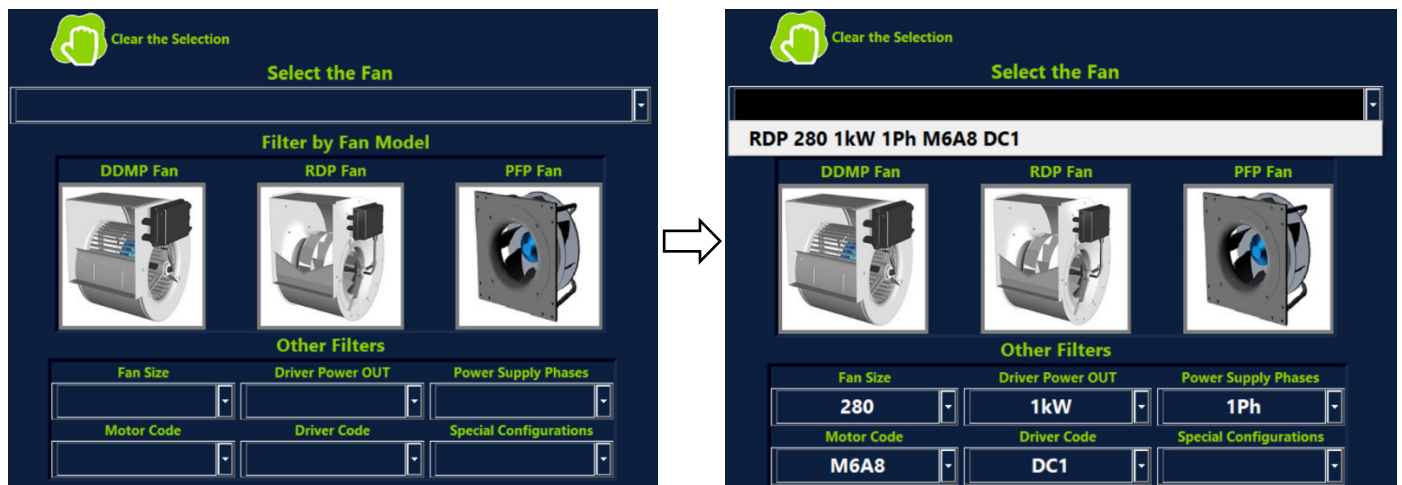 Clear the Selection
Select the Fan
Filter by Fan Model
DDMP Fan RDP Fan PFP Fan
Other Filters
Fan Size Driver Power OUT Power Supply Phases
Motor Code Driver Code Special Configurations
Clear the Selection
Select the Fan
RDP 280 1kW 1Ph M6A8 DC1
DDMP Fan RDP Fan PFP Fan
Other Filters
Fan Size Driver Power OUT Power Supply Phases
280 1kW 1Ph
Motor Code Driver Code Special Configurations
M6A8 DC1